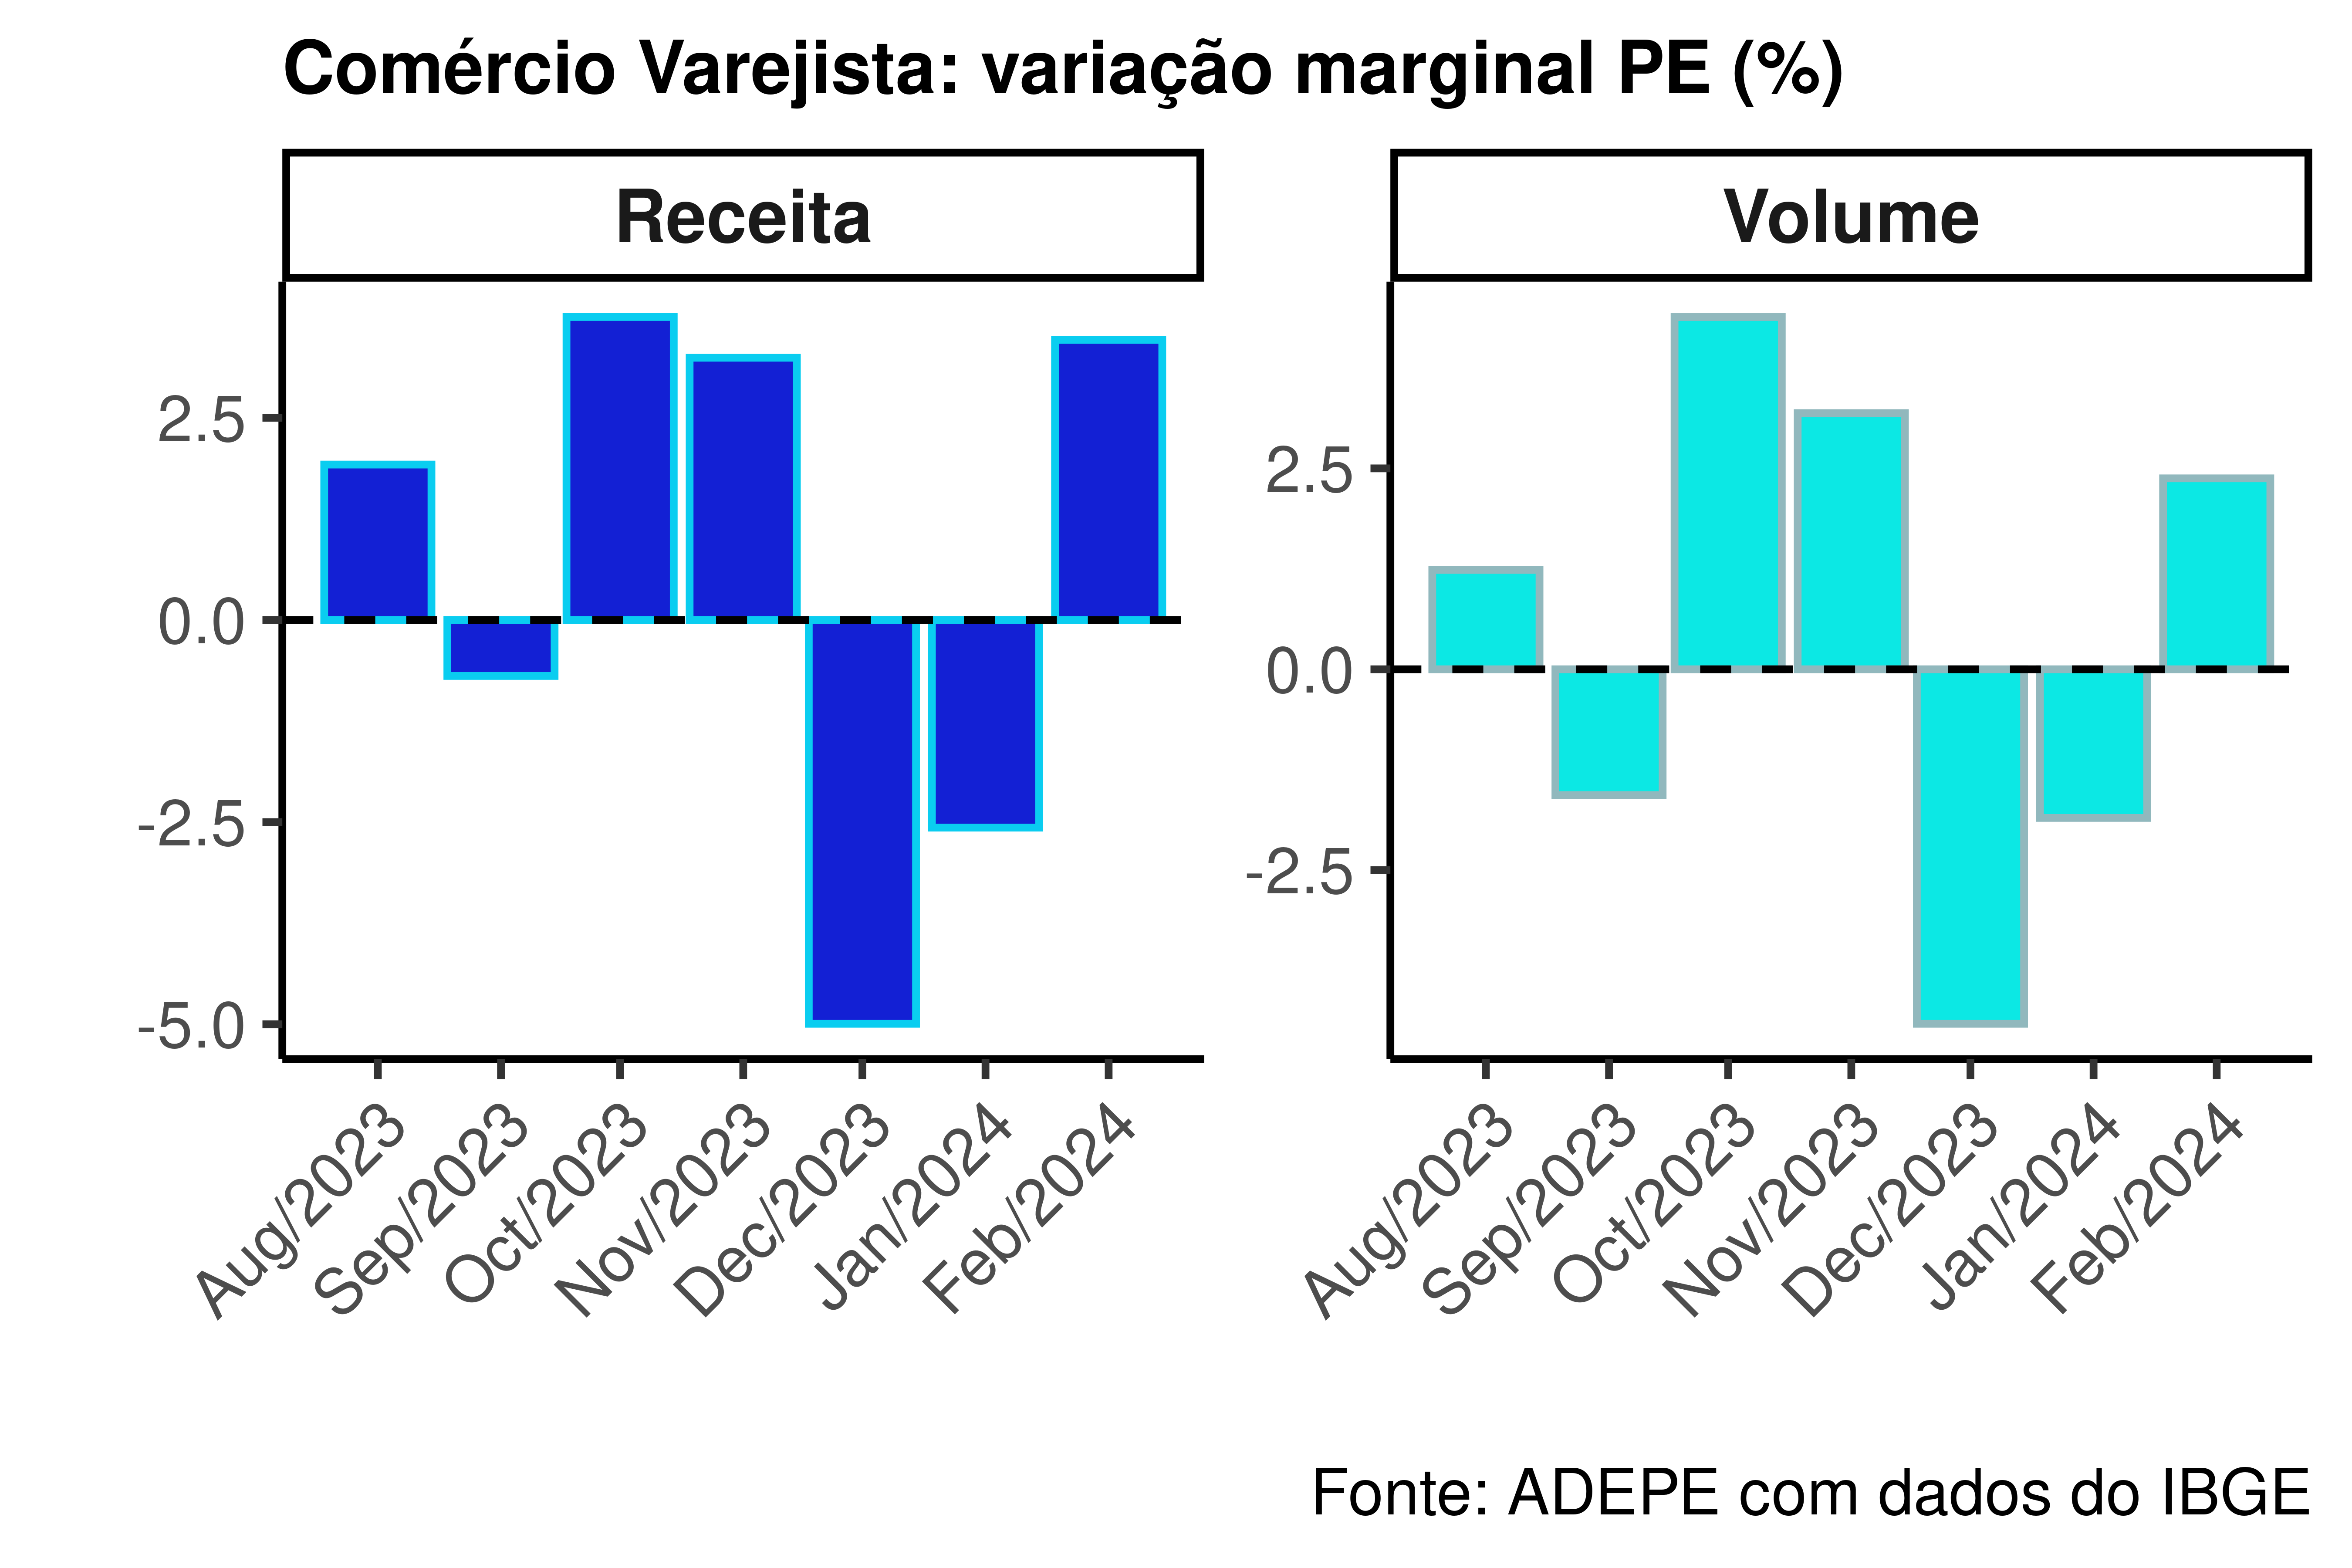 Comércio Varejista: variação marginal PE (%)
Receita
2.5
0.0
-2.5
-5.0
Aug/2023
Sep/2023
Oct/2023
Nov/2023
Dec/2023
Jan/2024
Feb/2024
Volume
2.5
0.0
-2.5
Aug/2023
Sep/2023
Oct/2023
Nov/2023
Dec/2023
Jan/2024
Feb/2024
Fonte: ADEPE com dados do IBGE